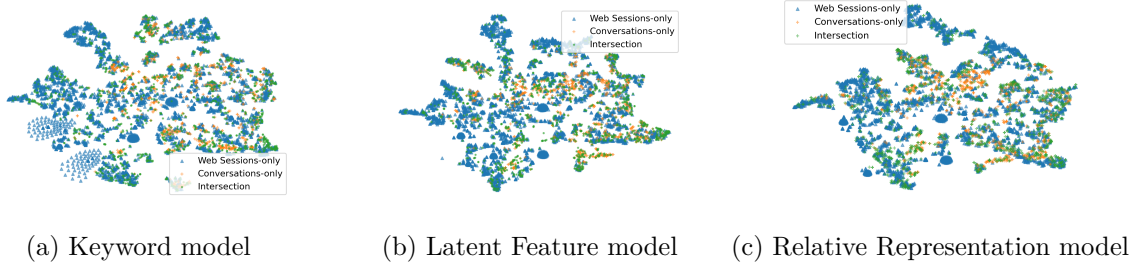 Web Sessions-only
Conversations-only
Intersection
Web Sessions-only
Conversations-only
Intersection
Web Sessions-only
Conversations-only
Intersection
(a) Keyword model
(b) Latent Feature model
(c) Relative Representation model